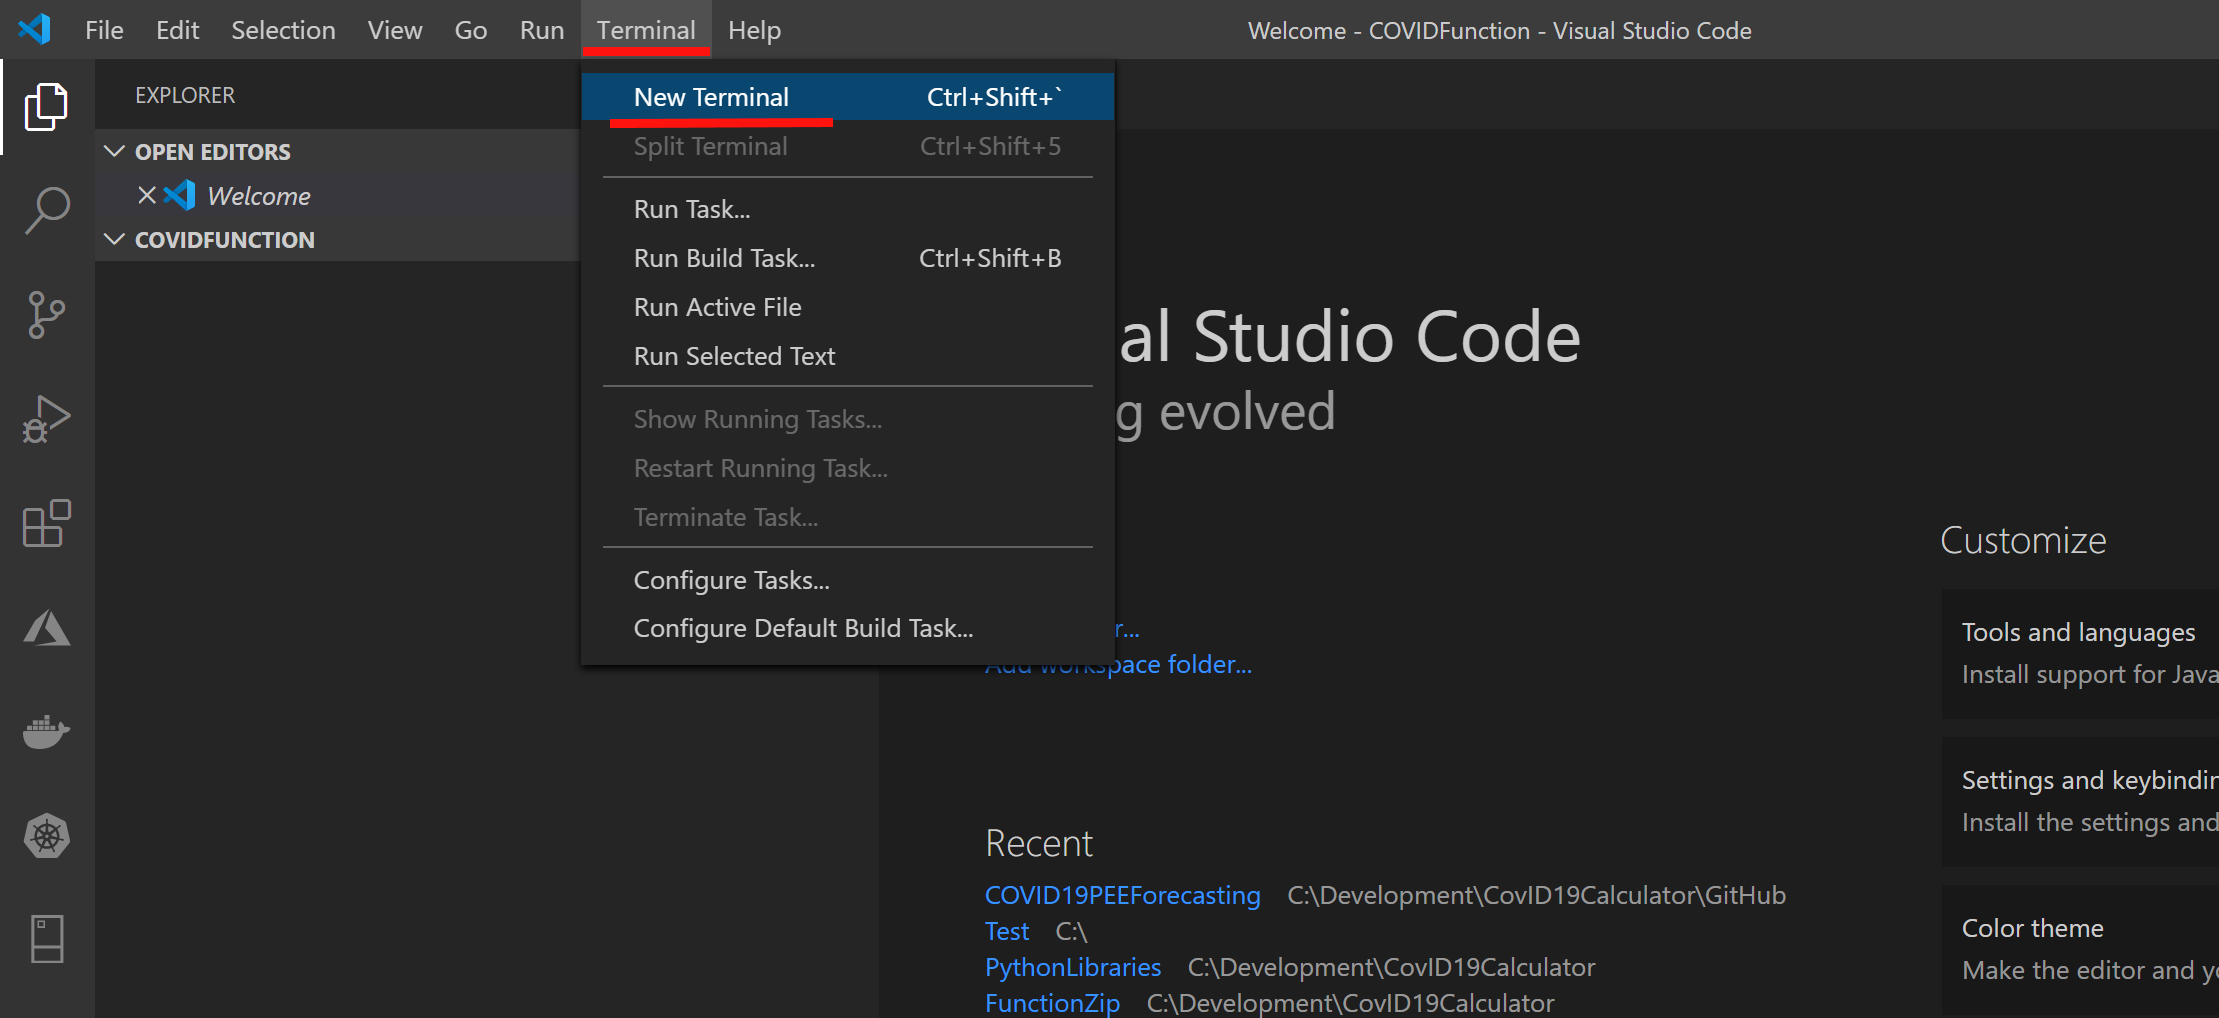 File Edit Selection View Go Run Terminal Help Welcome - COVIDFunction - Visual Studio Code
EXPLORER
OPEN EDITORS
Welcome
COVIDFUNCTION
New Terminal Ctrl+Shift+`
Split Terminal Ctrl+Shift+5
Run Task...
Run Build Task... Ctrl+Shift+B
Run Active File
Run Selected Text
Show Running Tasks...
Restart Running Task...
Terminate Task...
Configure Tasks...
Configure Default Build Task...
al Studio Code
g evolved
r...
Add workspace folder...
Recent
COVID19PEEForecasting C:\Development\CovID19Calculator\GitHub
Test C:\
PythonLibraries C:\Development\CovID19Calculator
FunctionZip C:\Development\CovID19Calculator
Customize
Tools and languages
Install support for Java
Settings and keybindin
Install the settings and
Color theme
Make the editor and yo